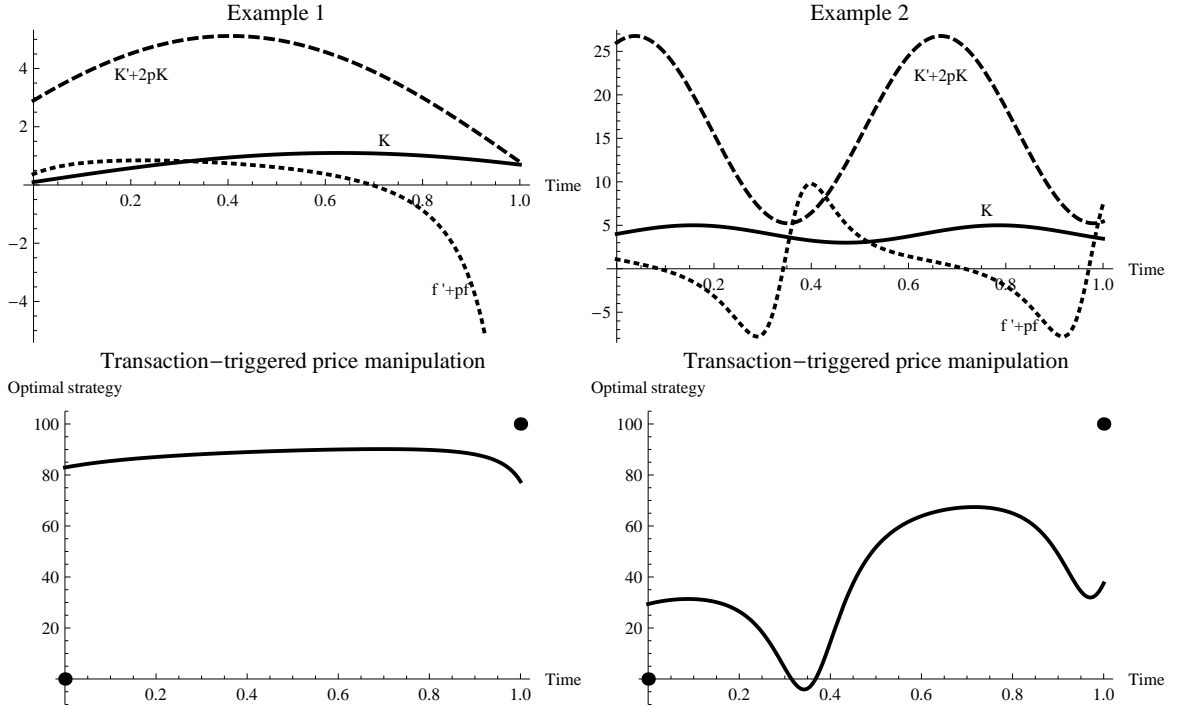 Example 1
4
2
−2
−4
K'+2pK
K
f '+pf
0.2
0.4
0.6
0.8
1.0
Time
Example 2
25
20
15
10
5
−5
K'+2pK
K
f '+pf
0.2
0.4
0.6
0.8
1.0
Time
Transaction−triggered price manipulation
Optimal strategy
100
80
60
40
20
0.2
0.4
0.6
0.8
1.0
Time
Transaction−triggered price manipulation
Optimal strategy
100
80
60
40
20
0.2
0.4
0.6
0.8
1.0
Time